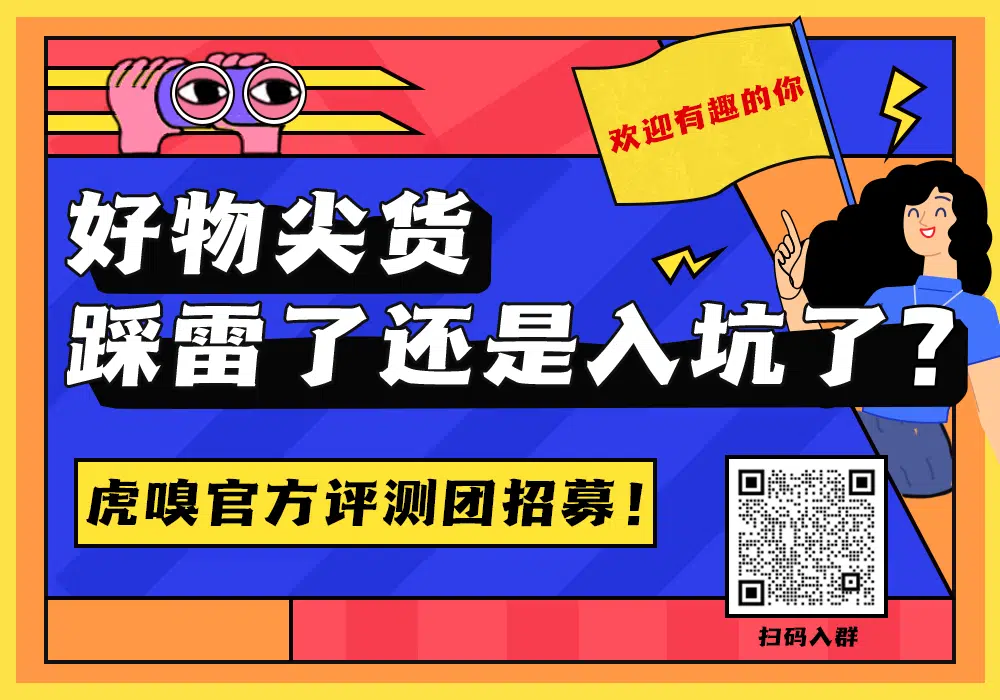 欢迎有趣的你
好物尖货
踩雷了还是入坑了?
虎嗅官方评测团招募!
扫码入群